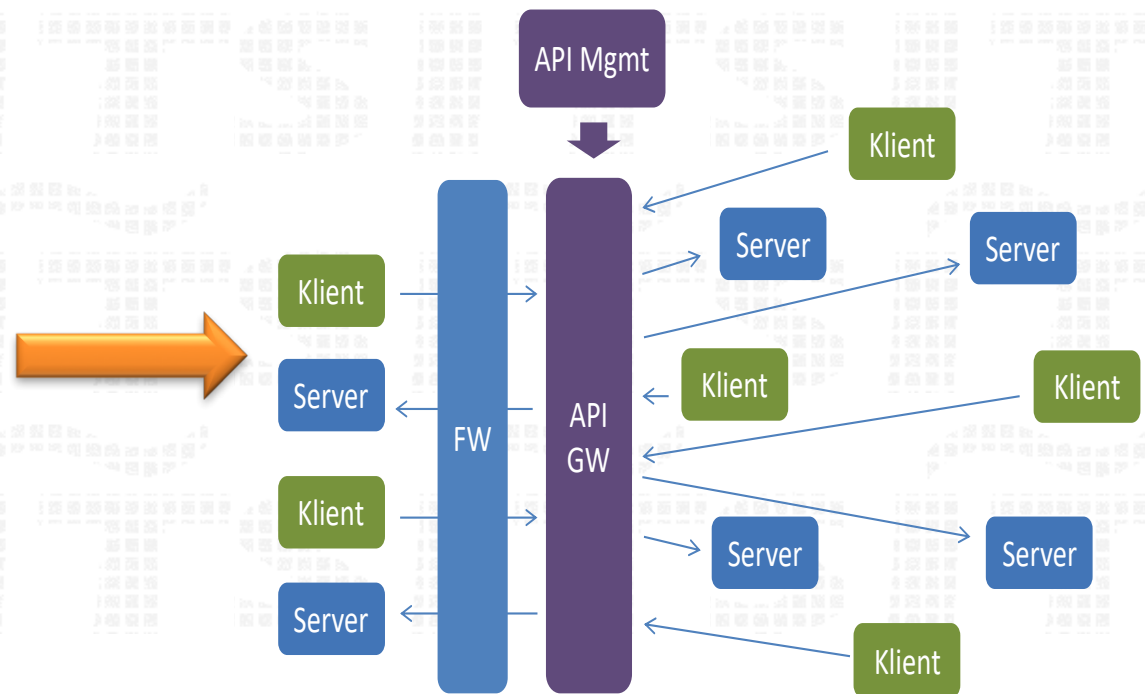 API Mgmt
Klient
Server
Server
Klient
Server
Klient
Klient
FW
API
GW
Klient
Server
Server
Server
Klient